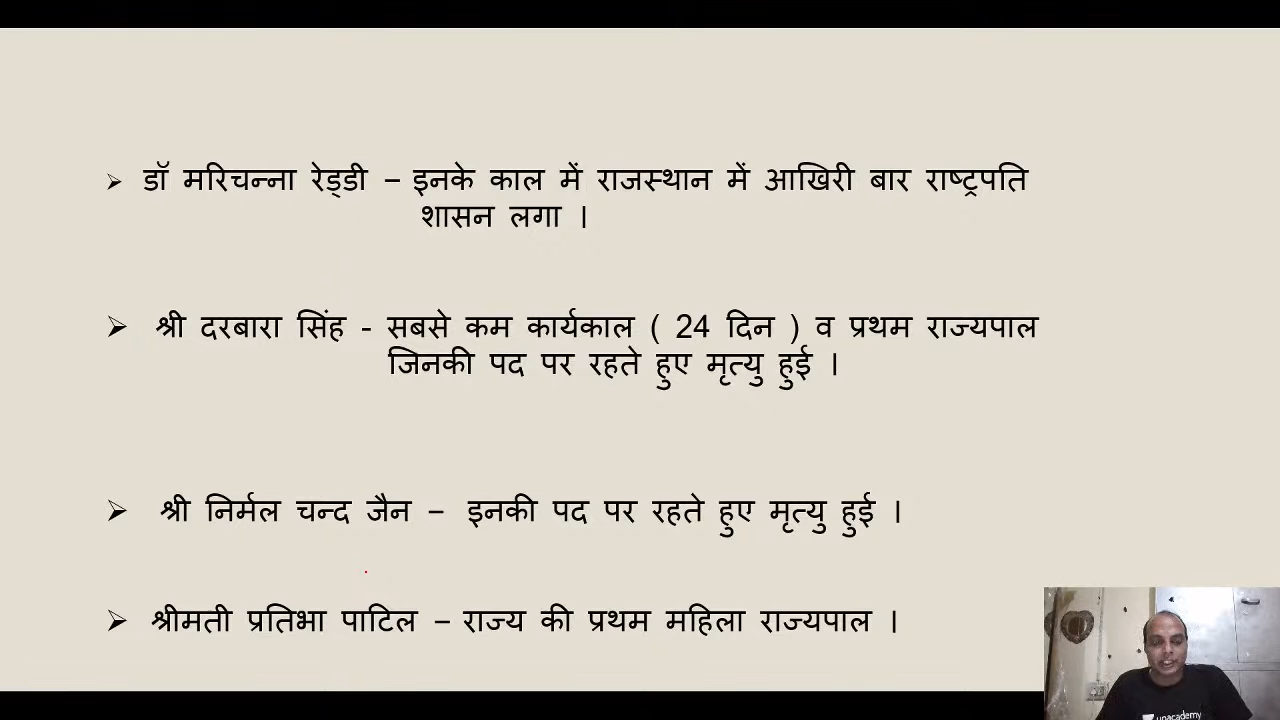 ➢ डॉ मरिचन्ना रेड्डी – इनके काल में राजस्थान में आखिरी बार राष्ट्रपति
शासन लगा ।
➢ श्री दरबारा सिंह - सबसे कम कार्यकाल ( 24 दिन ) व प्रथम राज्यपाल
जिनकी पद पर रहते हुए मृत्यु हुई ।
➢ श्री निर्मल चन्द जैन – इनकी पद पर रहते हुए मृत्यु हुई ।
➢ श्रीमती प्रतिभा पाटिल – राज्य की प्रथम महिला राज्यपाल ।
unacademy